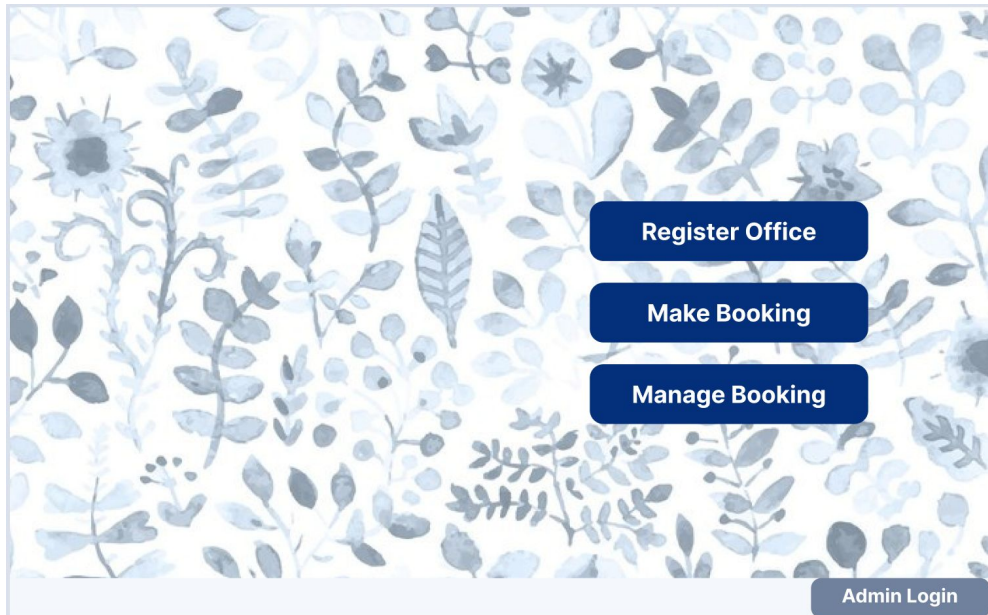 Register Office
Make Booking
Manage Booking
Admin Login